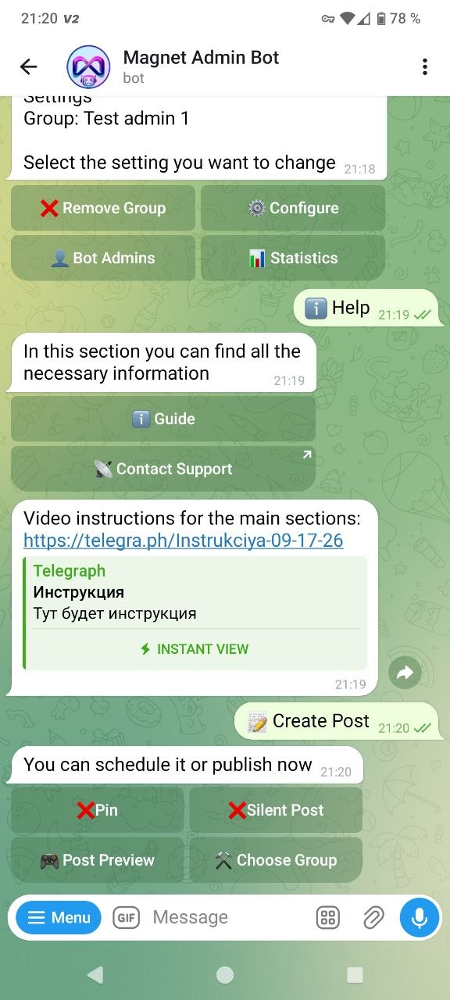 21:20 V2
78 %
Magnet Admin Bot
bot
Settings
Group: Test admin 1
Select the setting you want to change 21:18
❌ Remove Group
⚙️ Configure
👤 Bot Admins
📊 Statistics
ℹ️ Help 21:19
In this section you can find all the
necessary information 21:19
ℹ️ Guide
📡 Contact Support
Video instructions for the main sections:
https://telegra.ph/Instrukciya-09-17-26
Telegraph
Инструкция
Тут будет инструкция
INSTANT VIEW
21:19
📝 Create Post 21:20
You can schedule it or publish now 21:20
❌Pin
❌Silent Post
🎮 Post Preview
⚒️ Choose Group
Menu
GIF
Message